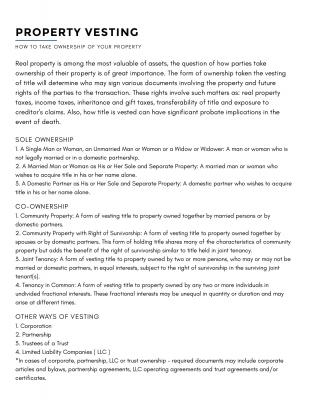 PROPERTY VESTING
HOW TO TAKE OWNERSHIP OF YOUR PROPERTY
Real property is among the most valuable of assets, the question of how parties take
ownership of their property is of great importance. The form of ownership taken the vesting
of title will determine who may sign various documents involving the property and future
rights of the parties to the transaction. These rights involve such matters as: real property
taxes, income taxes, inheritance and gift taxes, transferability of title and exposure to
creditor's claims. Also, how title is vested can have significant probate implications in the
event of death.
SOLE OWNERSHIP
1. A Single Man or Woman, an Unmarried Man or Woman or a Widow or Widower: A man or woman who is
not legally married or in a domestic partnership.
2. A Married Man or Woman as His or Her Sole and Separate Property: A married man or woman who
wishes to acquire title in his or her name alone.
3. A Domestic Partner as His or Her Sole and Separate Property: A domestic partner who wishes to acquire
title in his or her name alone.
CO-OWNERSHIP
1. Community Property: A form of vesting title to property owned together by married persons or by
domestic partners.
2. Community Property with Right of Survivorship: A form of vesting title to property owned together by
spouses or by domestic partners. This form of holding title shares many of the characteristics of community
property but adds the benefit of the right of survivorship similar to title held in joint tenancy.
3. Joint Tenancy: A form of vesting title to property owned by two or more persons, who may or may not be
married or domestic partners, in equal interests, subject to the right of survivorship in the surviving joint
tenant(s).
4. Tenancy in Common: A form of vesting title to property owned by any two or more individuals in
undivided fractional interests. These fractional interests may be unequal in quantity or duration and may
arise at different times.
OTHER WAYS OF VESTING
1. Corporation
2. Partnership
3. Trustees of a Trust
4. Limited Liability Companies ( LLC )
*In cases of corporate, partnership, LLC or trust ownership - required documents may include corporate
articles and bylaws, partnership agreements, LLC operating agreements and trust agreements and/or
certificates.